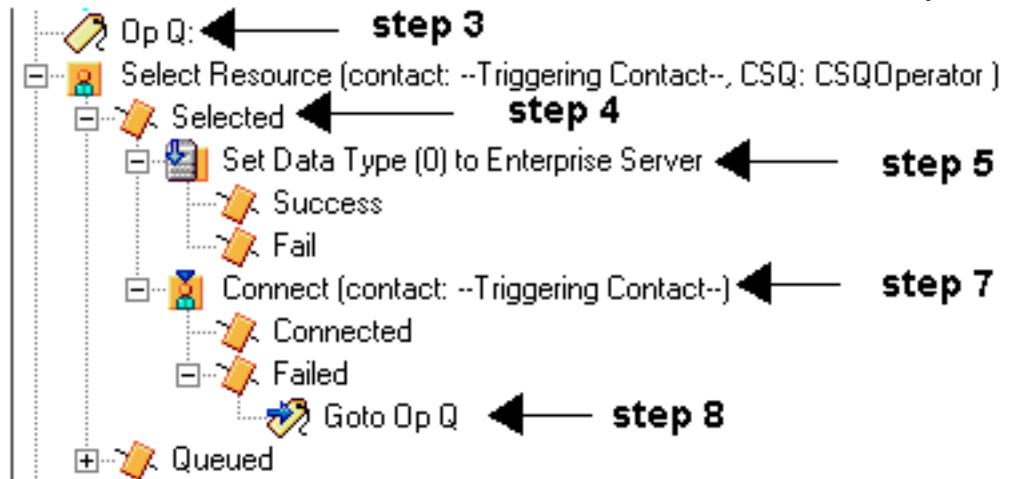 Op Q: step 3
Select Resource (contact: --Triggering Contact--, CSQ: CSQOperator )
Selected step 4
Set Data Type (0) to Enterprise Server step 5
Success
Fail
Connect (contact: --Triggering Contact--) step 7
Connected
Failed
Goto Op Q step 8
Queued